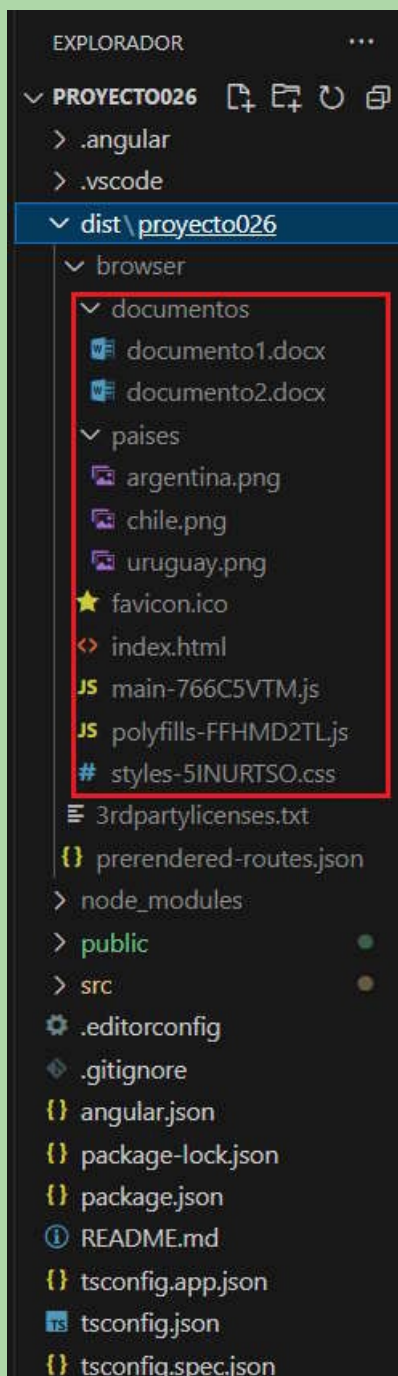 EXPLORADOR ...
PROYECTO026
.angular
.vscode
dist\proyecto026
browser
documentos
documento1.docx
documento2.docx
paises
argentina.png
chile.png
uruguay.png
favicon.ico
<> index.html
JS main-766C5VTM.js
JS polyfills-FFHMD2TL.js
# styles-5INURTSO.css
3rdpartylicenses.txt
{} prerendered-routes.json
node_modules
public
src
.editorconfig
.gitignore
{} angular.json
{} package-lock.json
{} package.json
README.md
{} tsconfig.app.json
TS tsconfig.json
{} tsconfig.spec.json